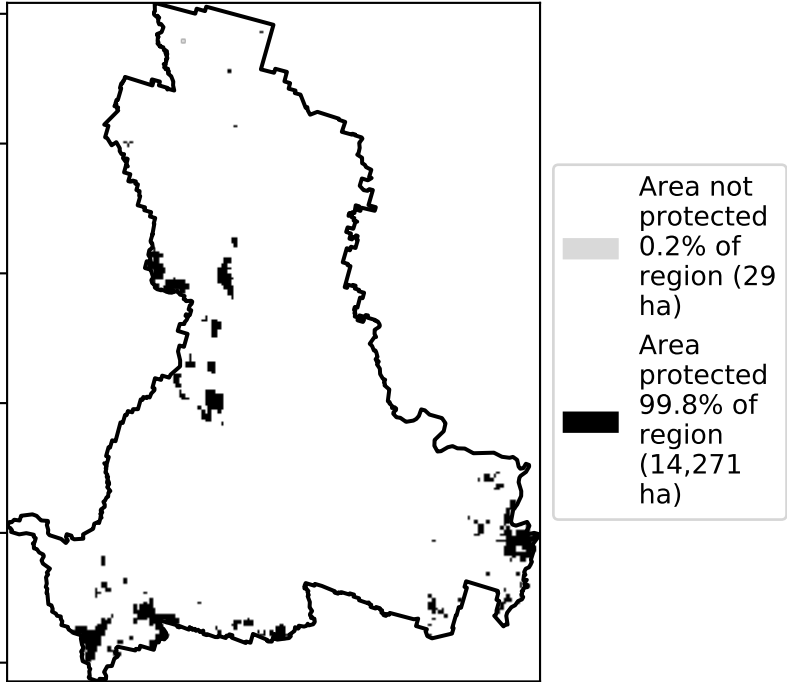 Area not
protected
0.2% of
region (29
ha)
Area
protected
99.8% of
region
(14,271
ha)